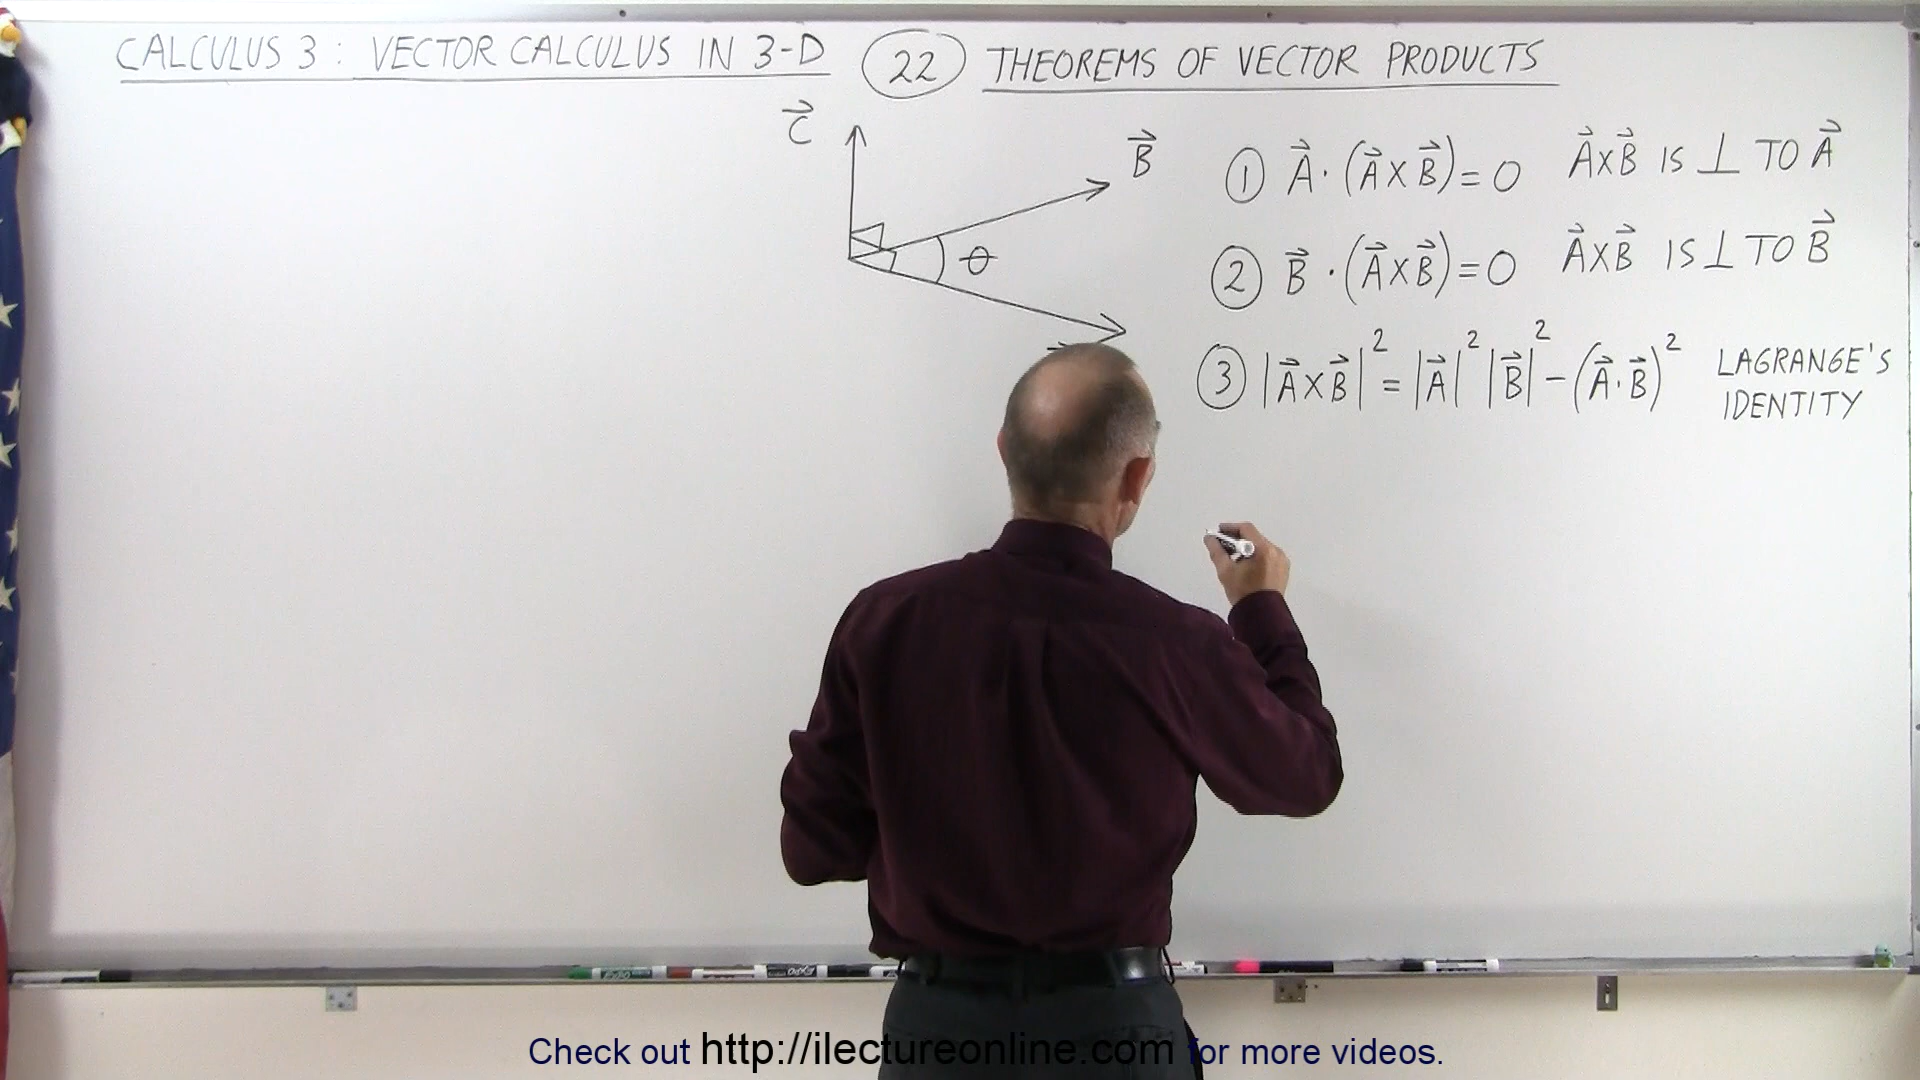 CALCULUS 3: VECTOR CALCULUS IN 3-D 22 THEOREMS OF VECTOR PRODUCTS
C⃗
B⃗
θ
① A⃗ · (A⃗ X B⃗) = 0 A⃗ X B⃗ IS ⊥ TO A⃗
② B⃗ · (A⃗ X B⃗) = 0 A⃗ X B⃗ IS ⊥ TO B⃗
③ |A⃗ X B⃗|² = |A⃗|² |B⃗|² − (A⃗ · B⃗)² LAGRANGE'S
IDENTITY
EXPO
Check out http://ilectureonline.com for more videos.